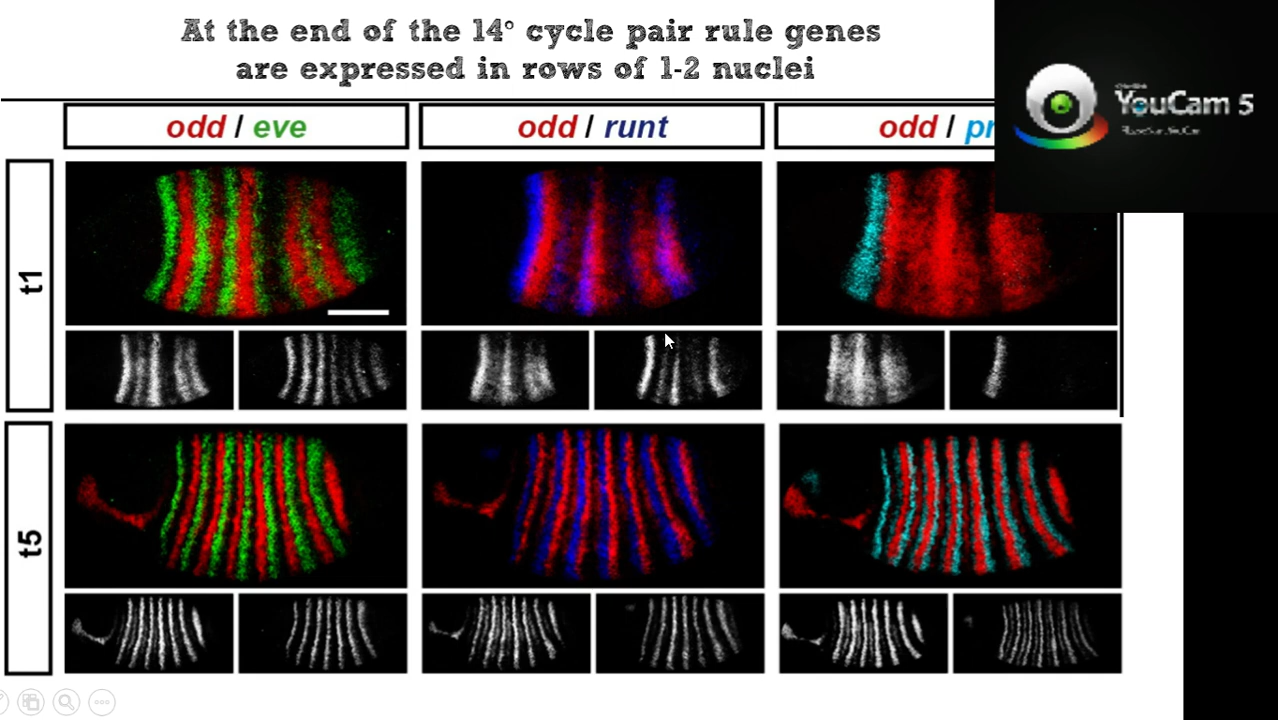 At the end of the 14° cycle pair rule genes
are expressed in rows of 1-2 nuclei
YouCam 5
odd / eve
odd / runt
odd / pr
t1
t5